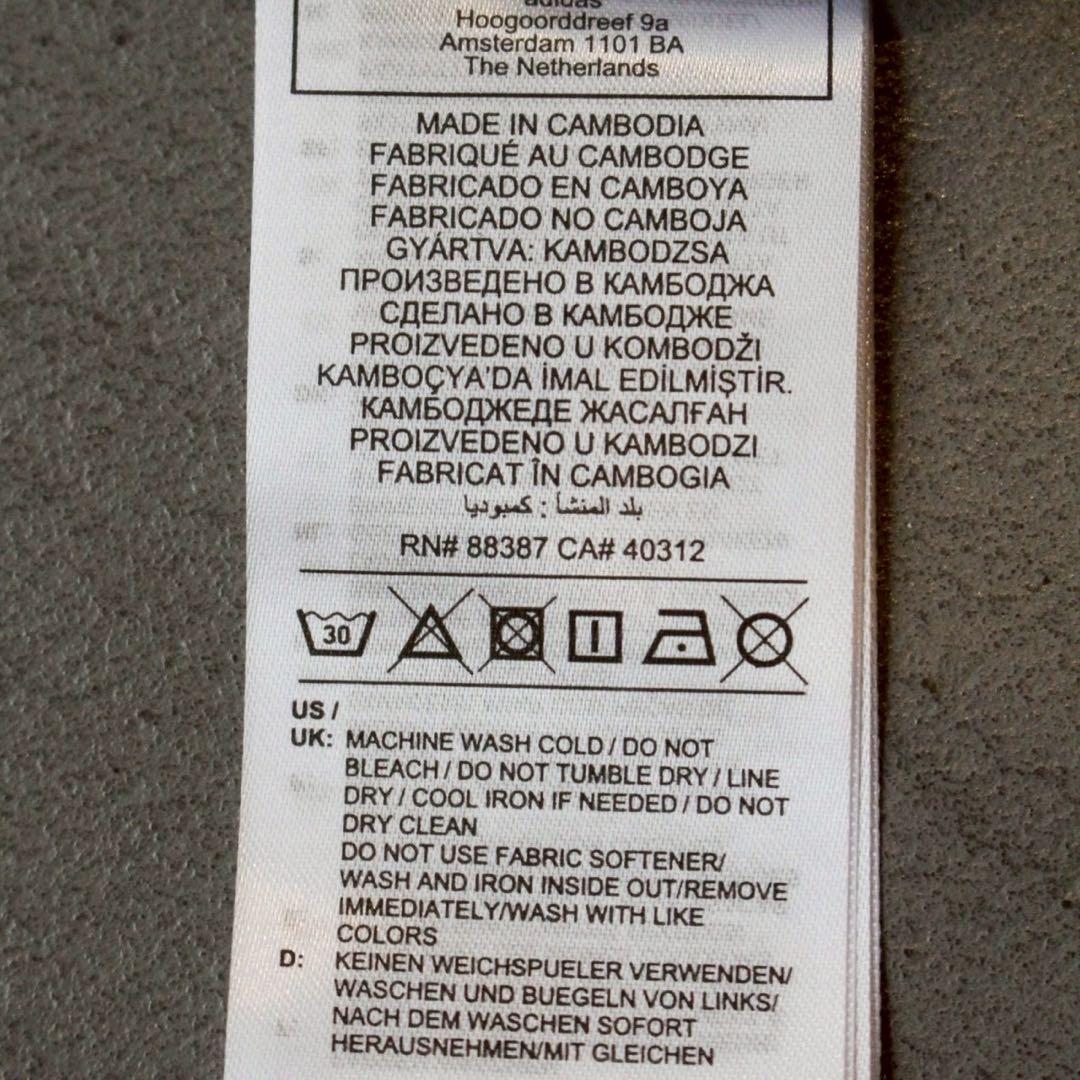 adidas
Hoogoorddreef 9a
Amsterdam 1101 BA
The Netherlands
MADE IN CAMBODIA
FABRIQUÉ AU CAMBODGE
FABRICADO EN CAMBOYA
FABRICADO NO CAMBOJA
GYÁRTVA: KAMBODZSA
ПРОИЗВЕДЕНО В КАМБОДЖА
СДЕЛАНО В КАМБОДЖЕ
PROIZVEDENO U KOMBODŽI
KAMBOÇYA'DA İMAL EDİLMİŞTİR.
КАМБОДЖЕДЕ ЖАСАЛҒАН
PROIZVEDENO U KAMBODZI
FABRICAT ÎN CAMBOGIA
بلد المنشأ : كمبوديا
RN# 88387 CA# 40312
30
US /
UK: MACHINE WASH COLD / DO NOT
BLEACH / DO NOT TUMBLE DRY / LINE
DRY / COOL IRON IF NEEDED / DO NOT
DRY CLEAN
DO NOT USE FABRIC SOFTENER/
WASH AND IRON INSIDE OUT/REMOVE
IMMEDIATELY/WASH WITH LIKE
COLORS
D: KEINEN WEICHSPUELER VERWENDEN/
WASCHEN UND BUEGELN VON LINKS/
NACH DEM WASCHEN SOFORT
HERAUSNEHMEN/MIT GLEICHEN